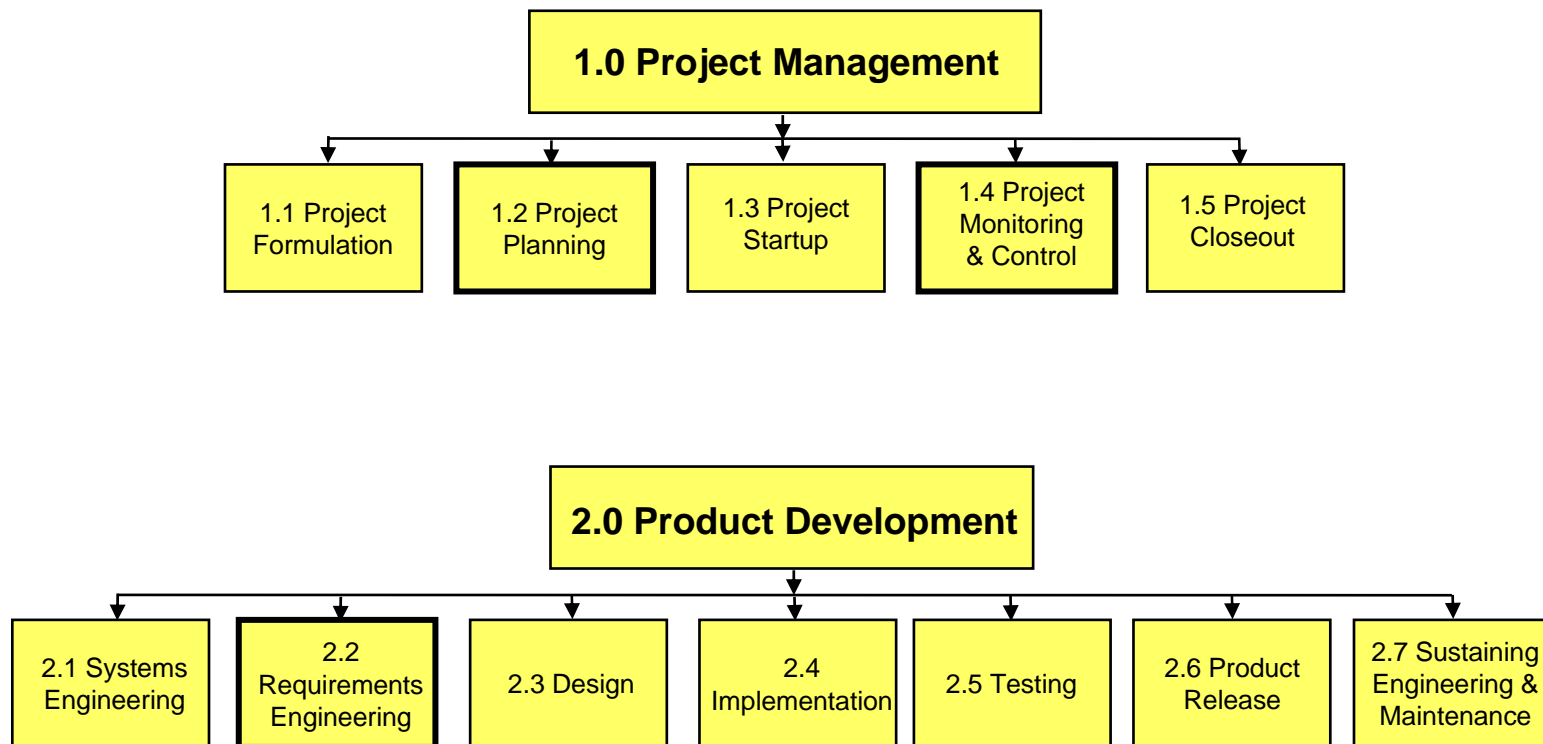 1.0 Project Management
1.1 Project
Formulation
1.2 Project
Planning
1.3 Project
Startup
1.4 Project
Monitoring
& Control
1.5 Project
Closeout
2.0 Product Development
2.1 Systems
Engineering
2.2
Requirements
Engineering
2.3 Design
2.4
Implementation
2.5 Testing
2.6 Product
Release
2.7 Sustaining
Engineering &
Maintenance